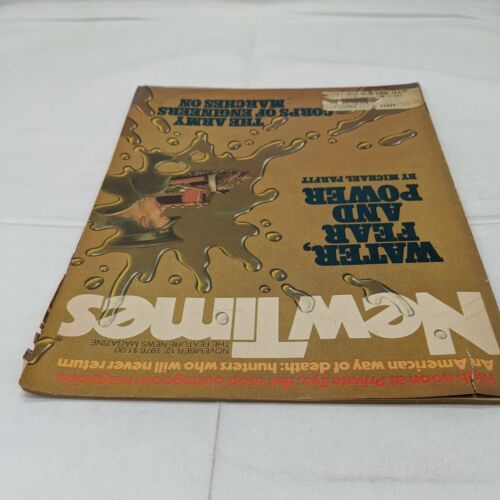 High noon at Private Eye, the most outrageous magazine
An American way of death: hunters who will never return
NewTimes
THE FEATURE NEWS MAGAZINE
NOVEMBER 12, 1976 $1.00
WATER,
FEAR
AND
POWER
BY MICHAEL PARFIT
THE ARMY
CORPS OF ENGINEERS
MARCHES ON